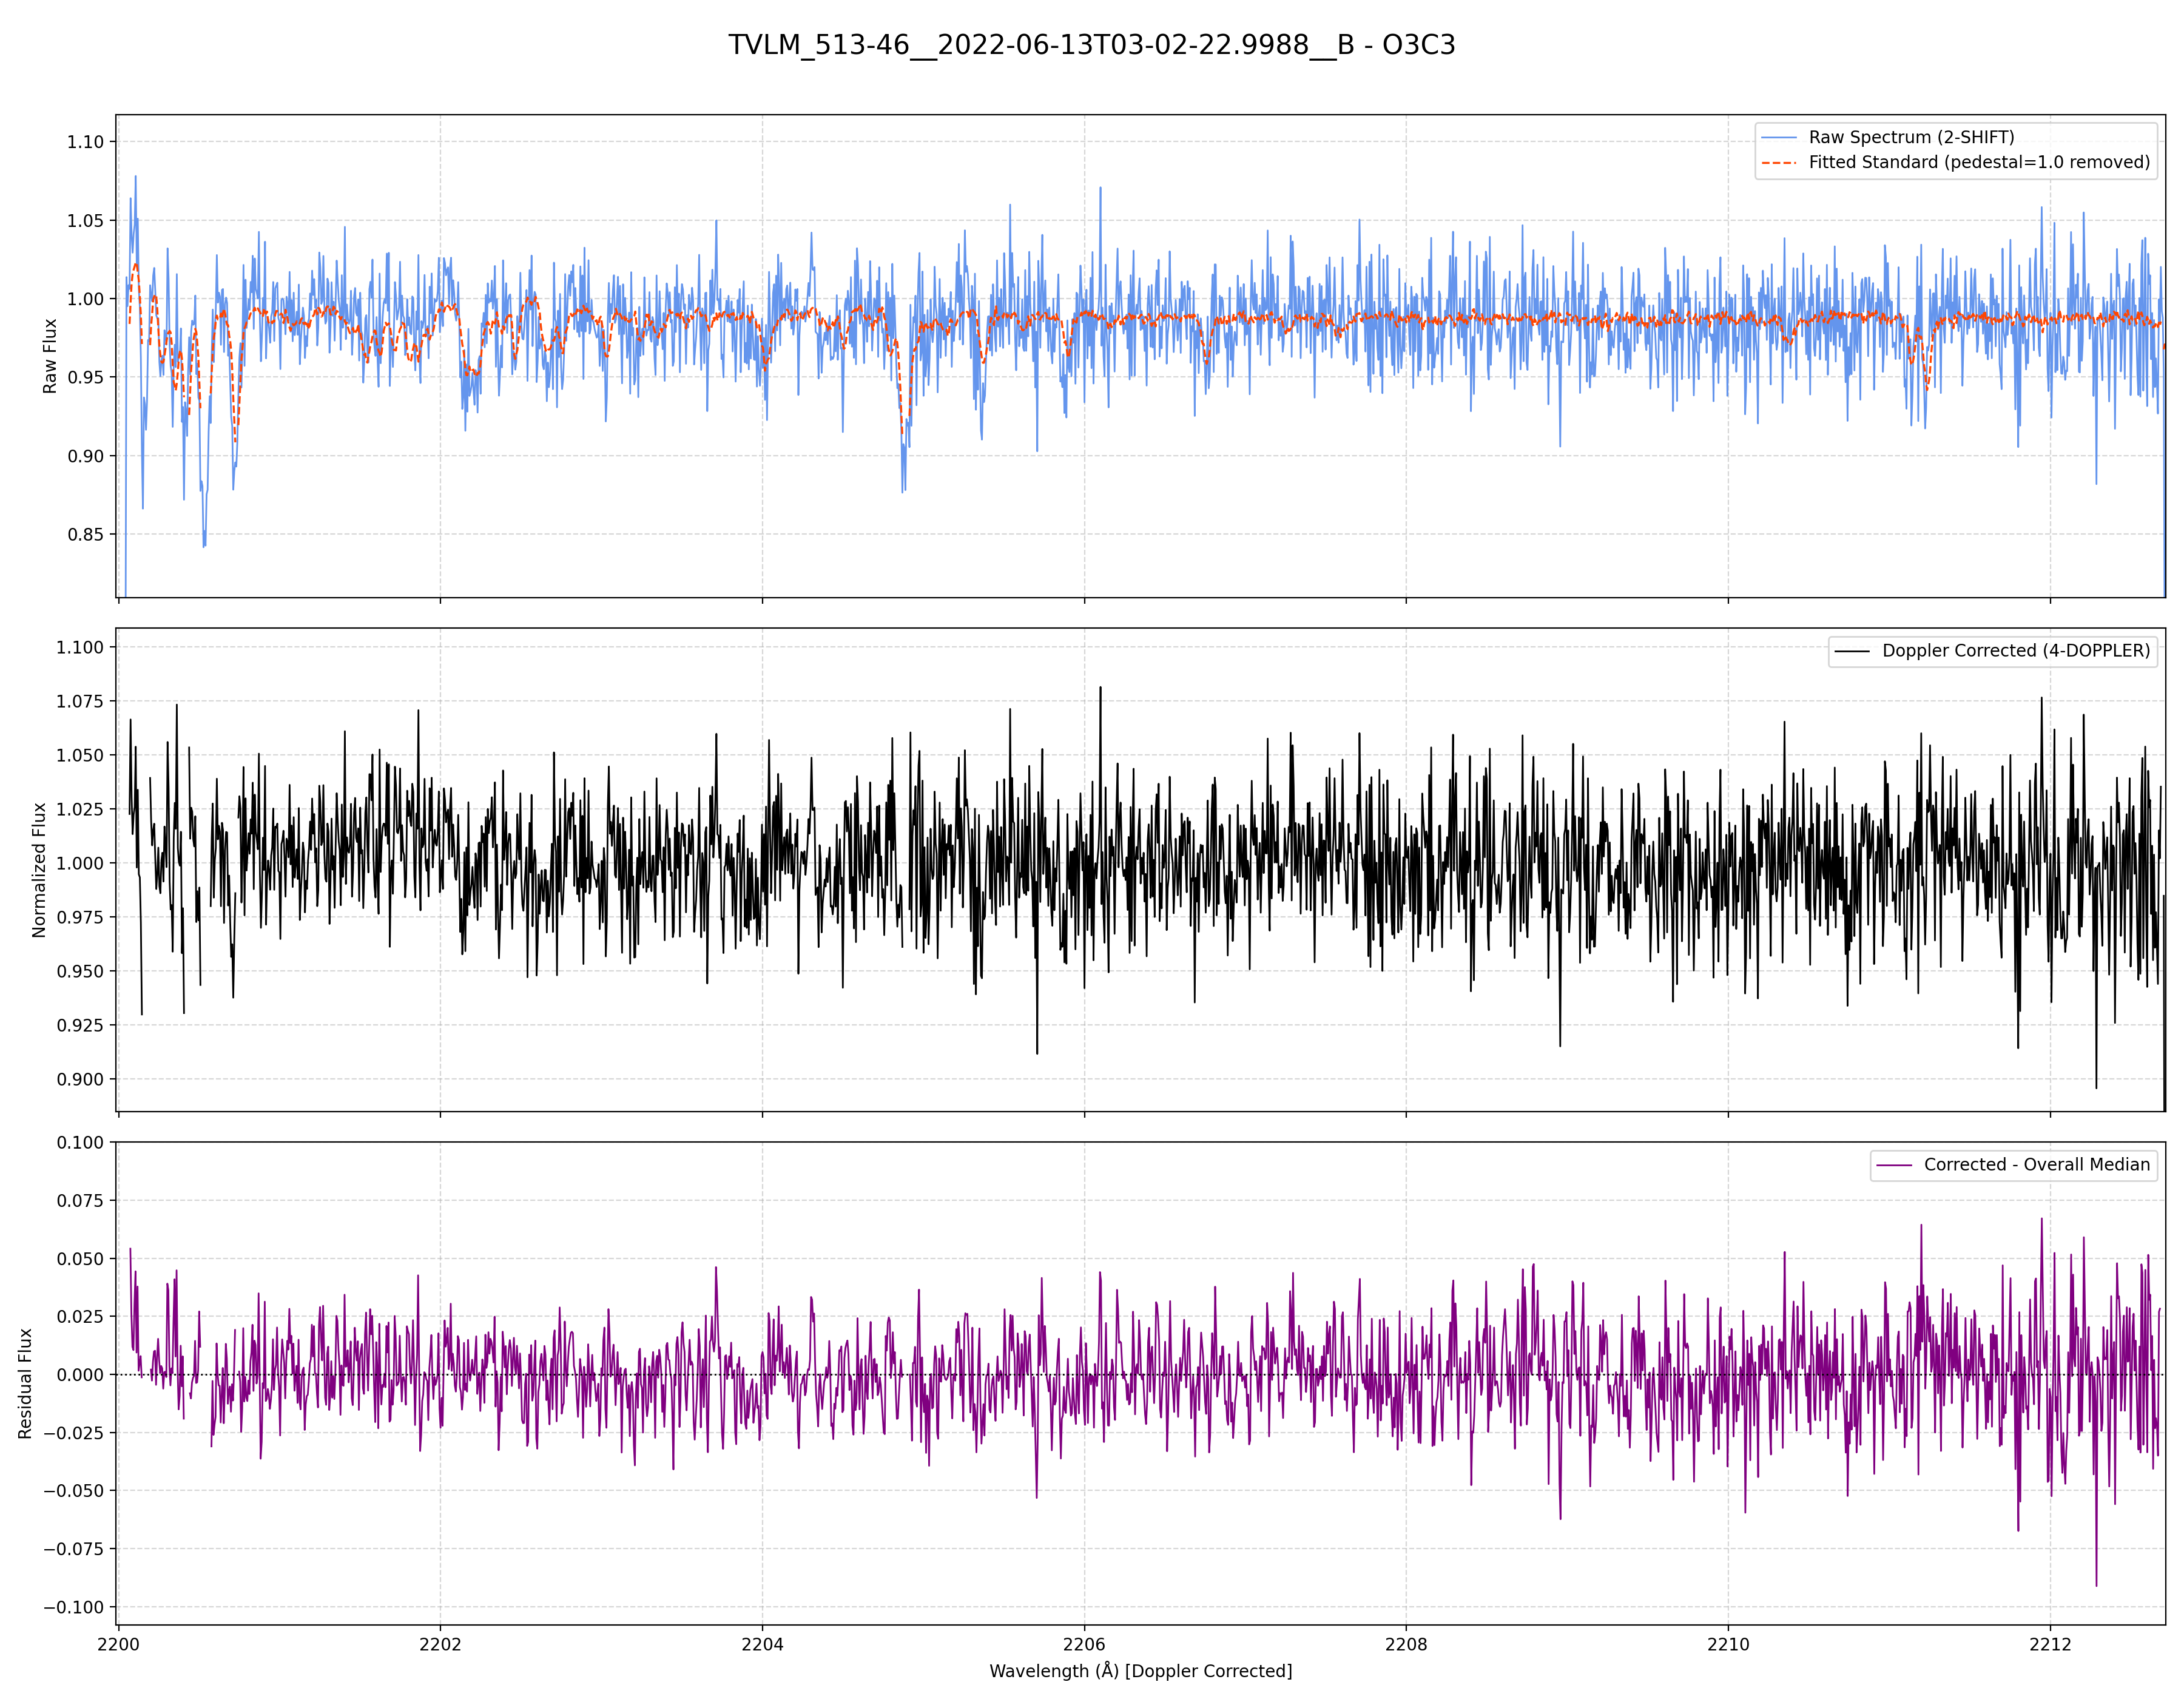 TVLM_513-46__2022-06-13T03-02-22.9988__B - O3C3
Raw Flux
1.10
1.05
1.00
0.95
0.90
0.85
Raw Spectrum (2-SHIFT)
Fitted Standard (pedestal=1.0 removed)
Normalized Flux
1.100
1.075
1.050
1.025
1.000
0.975
0.950
0.925
0.900
Doppler Corrected (4-DOPPLER)
Residual Flux
0.100
0.075
0.050
0.025
0.000
−0.025
−0.050
−0.075
−0.100
Corrected - Overall Median
2200 2202 2204 2206 2208 2210 2212
Wavelength (Å) [Doppler Corrected]